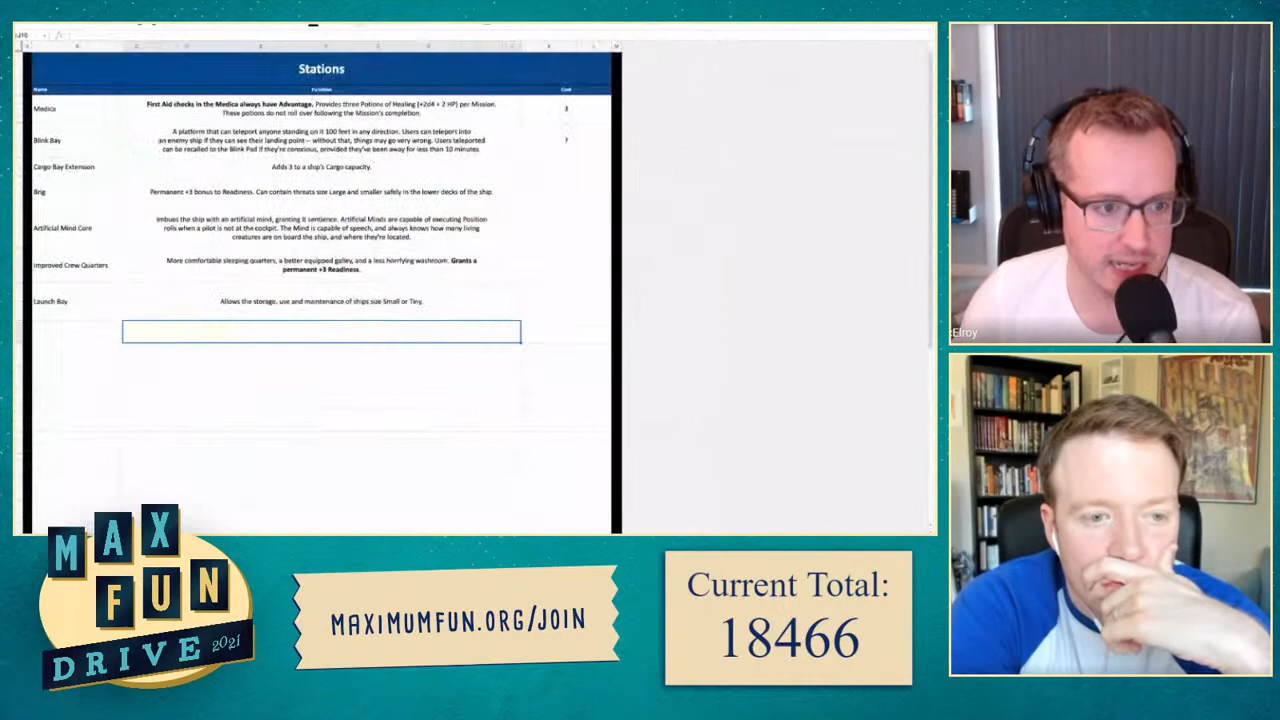 Stations
Name Function Cost
Medica
First Aid checks in the Medica always have Advantage. Provides three Potions of Healing (+2d4 + 2 HP) per Mission.
These potions do not roll over following the Mission's completion.
3
Blink Bay
A platform that can teleport anyone standing on it 100 feet in any direction. Users can teleport into
an enemy ship if they can see their landing point – without that, things may go very wrong. Users teleported
can be recalled to the Blink Pad if they're conscious, provided they've been away for less than 10 minutes.
?
Cargo Bay Extension
Adds 3 to a ship's Cargo capacity.
Brig
Permanent +3 bonus to Readiness. Can contain threats size Large and smaller safely in the lower decks of the ship.
Artificial Mind Core
Imbues the ship with an artificial mind, granting it sentience. Artificial Minds are capable of executing Position
rolls when a pilot is not at the cockpit. The Mind is capable of speech, and always knows how many living
creatures are on board the ship, and where they're located.
Improved Crew Quarters
More comfortable sleeping quarters, a better equipped galley, and a less horrifying washroom. Grants a
permanent +3 Readiness.
Launch Bay
Allows the storage, use and maintenance of ships size Small or Tiny.
Elroy
MAX
FUN
DRIVE 2021
MAXIMUMFUN.ORG/JOIN
Current Total:
18466